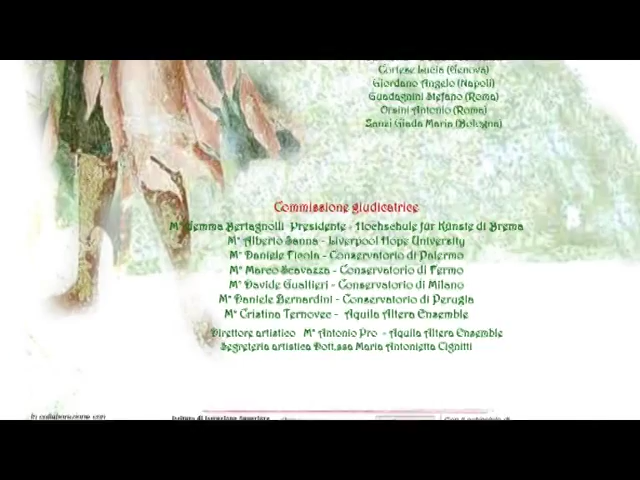 Cortese Lucia (Genova)
Giordano Angelo (Napoli)
Guadagnini Stefano (Roma)
Orsini Antonio (Roma)
Sanzi Giada Maria (Bologna)
Commissione giudicatrice
M° Gemma Bertagnolli Presidente - Hochschule für Künste di Brema
M° Alberto Sanna - Liverpool Hope University
M° Daniele Ficola - Conservatorio di Palermo
M° Marco Scavazza - Conservatorio di Fermo
M° Davide Gualtieri - Conservatorio di Milano
M° Daniele Bernardini - Conservatorio di Perugia
M° Cristina Ternovec - Aquila Altera Ensemble
Direttore artistico M° Antonio Pro - Aquila Altera Ensemble
Segreteria artistica Dott.ssa Maria Antonietta Cignitti
In collaborazione con